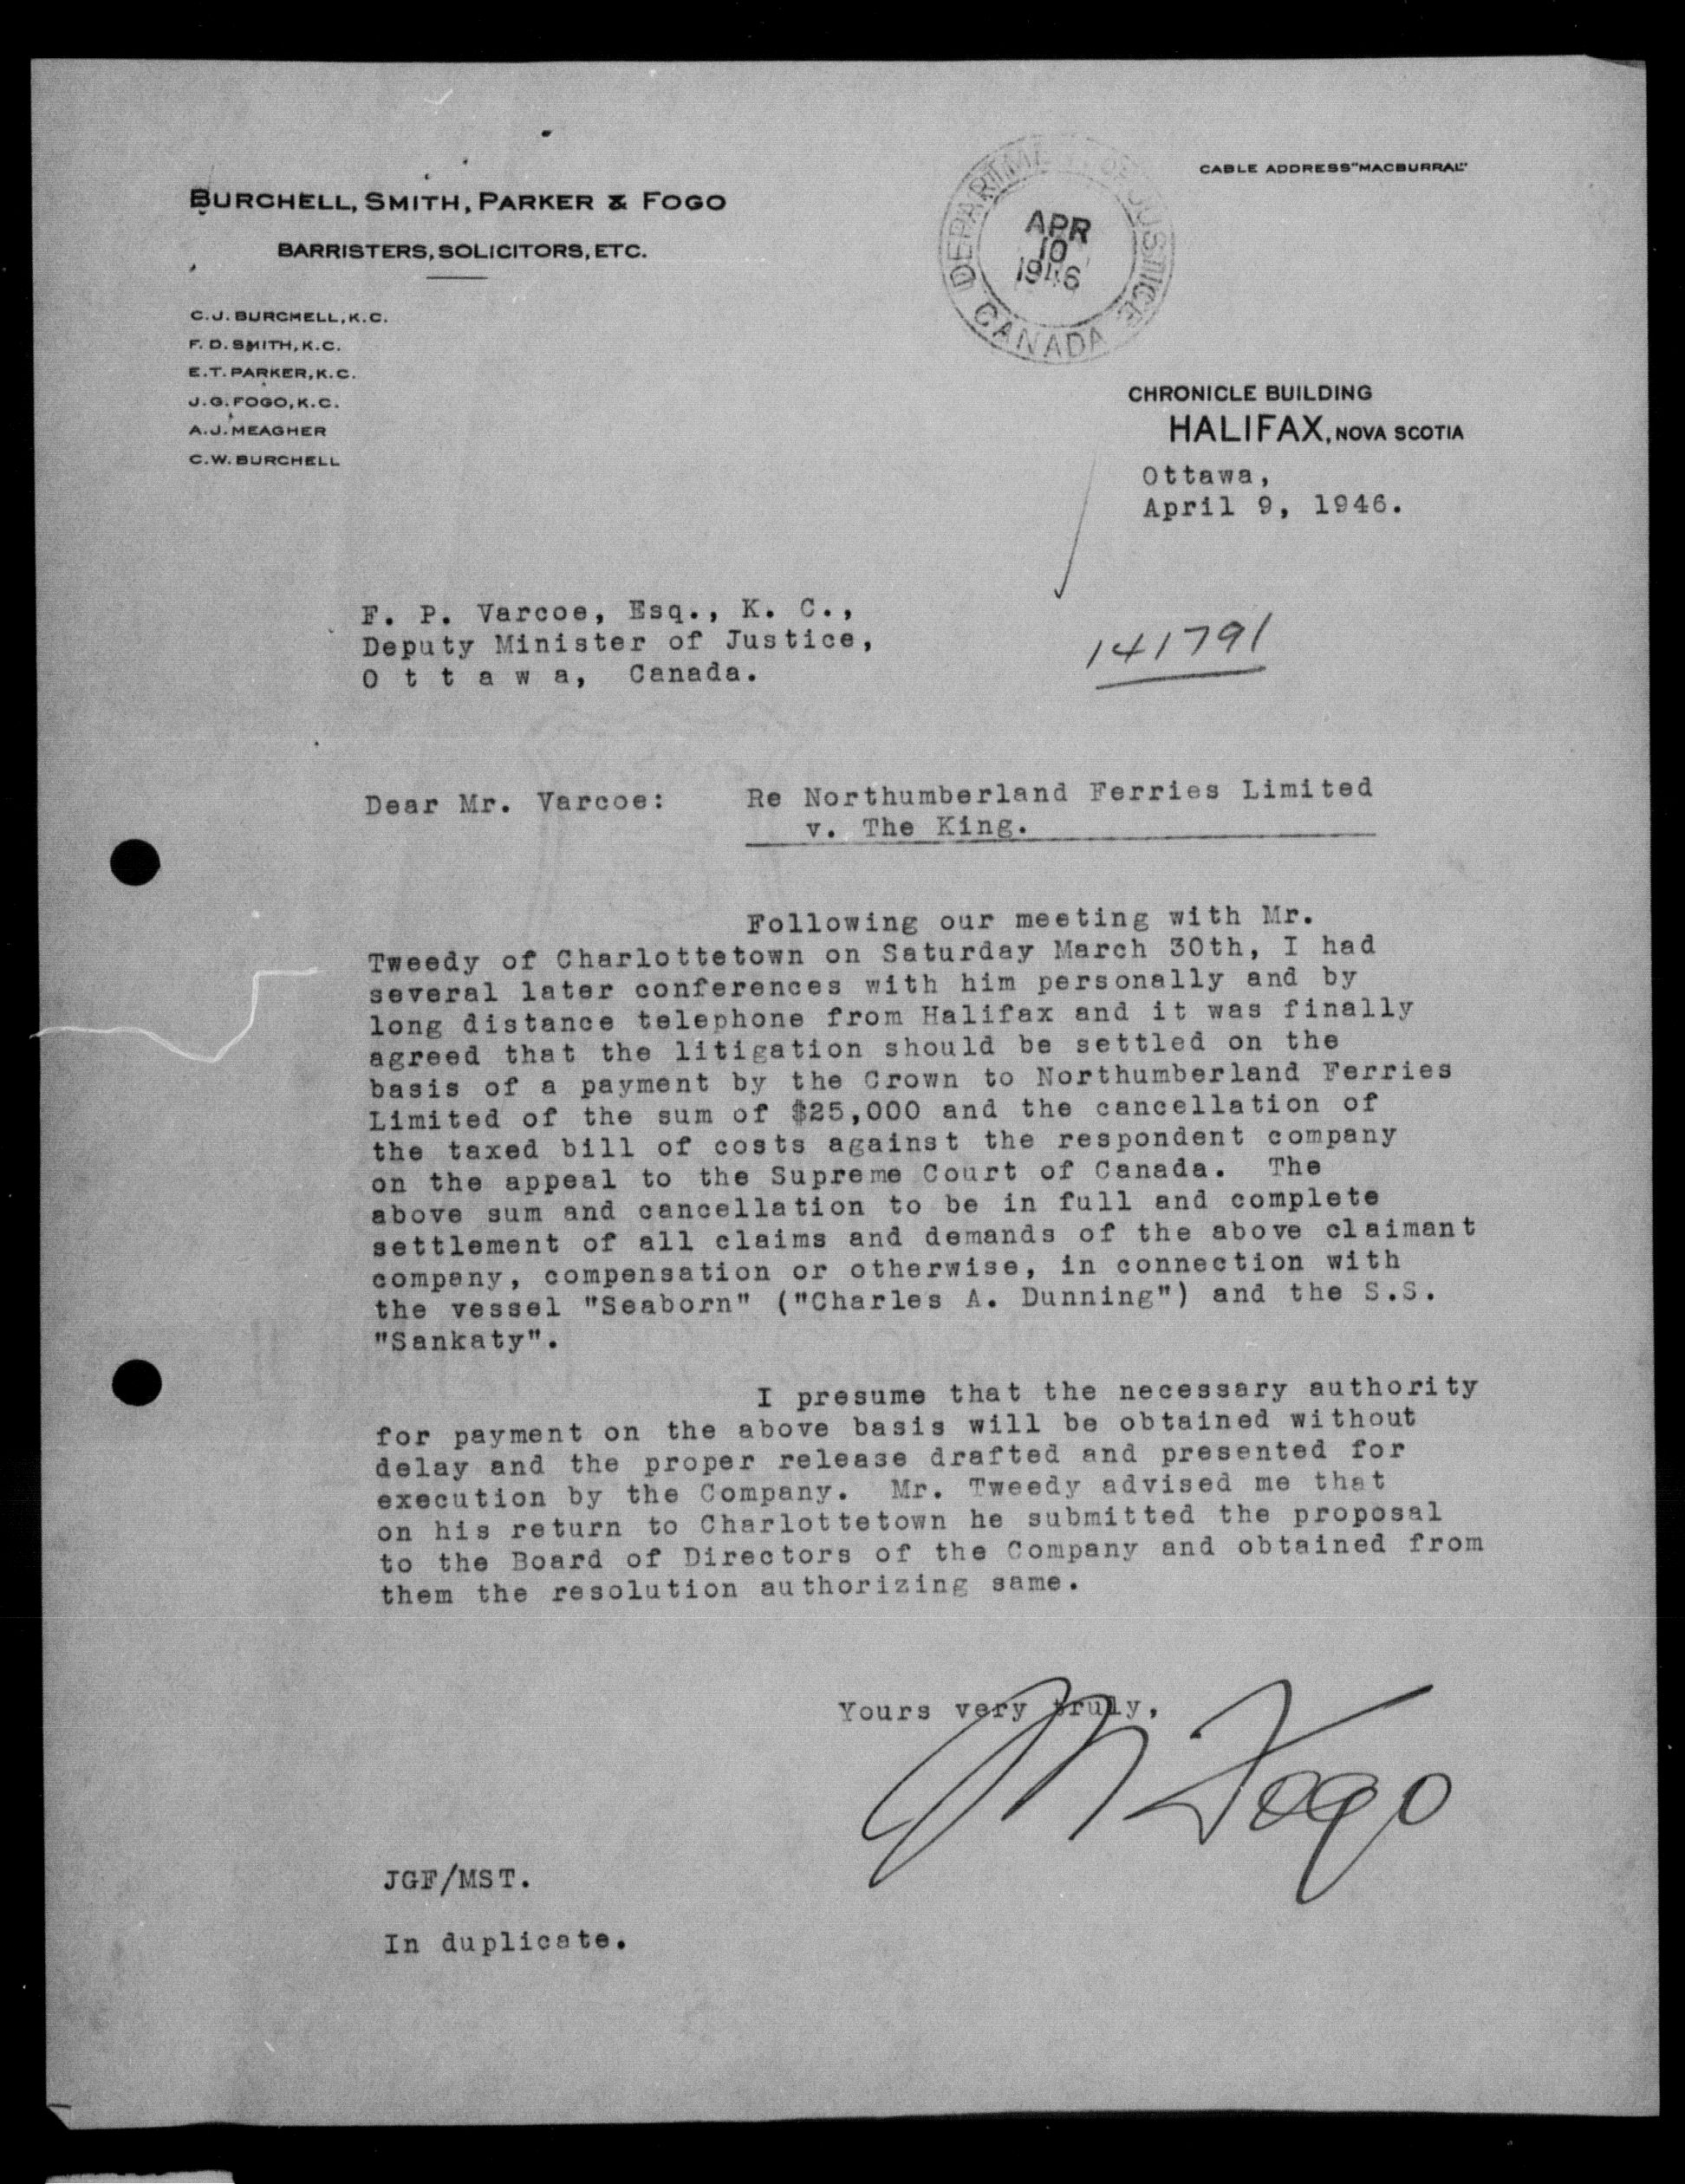 CABLE ADDRESS "MACBURRAL"
BURCHELL, SMITH, PARKER & FOGO
BARRISTERS, SOLICITORS, ETC.
DEPARTMENT OF JUSTICE
APR
10
1946
CANADA
C.J. BURCHELL, K.C.
F. D. SMITH, K.C.
E.T. PARKER, K.C.
J.G. FOGO, K.C.
A.J. MEAGHER
C.W. BURCHELL
CHRONICLE BUILDING
HALIFAX, NOVA SCOTIA
Ottawa,
April 9, 1946.
F. P. Varcoe, Esq., K. C.,
Deputy Minister of Justice,
O t t a w a, Canada.
141791
Dear Mr. Varcoe: Re Northumberland Ferries Limited
v. The King.
Following our meeting with Mr.
Tweedy of Charlottetown on Saturday March 30th, I had
several later conferences with him personally and by
long distance telephone from Halifax and it was finally
agreed that the litigation should be settled on the
basis of a payment by the Crown to Northumberland Ferries
Limited of the sum of $25,000 and the cancellation of
the taxed bill of costs against the respondent company
on the appeal to the Supreme Court of Canada. The
above sum and cancellation to be in full and complete
settlement of all claims and demands of the above claimant
company, compensation or otherwise, in connection with
the vessel "Seaborn" ("Charles A. Dunning") and the S.S.
"Sankaty".
I presume that the necessary authority
for payment on the above basis will be obtained without
delay and the proper release drafted and presented for
execution by the Company. Mr. Tweedy advised me that
on his return to Charlottetown he submitted the proposal
to the Board of Directors of the Company and obtained from
them the resolution authorizing same.
Yours very truly,
JG Fogo
JGF/MST.
In duplicate.